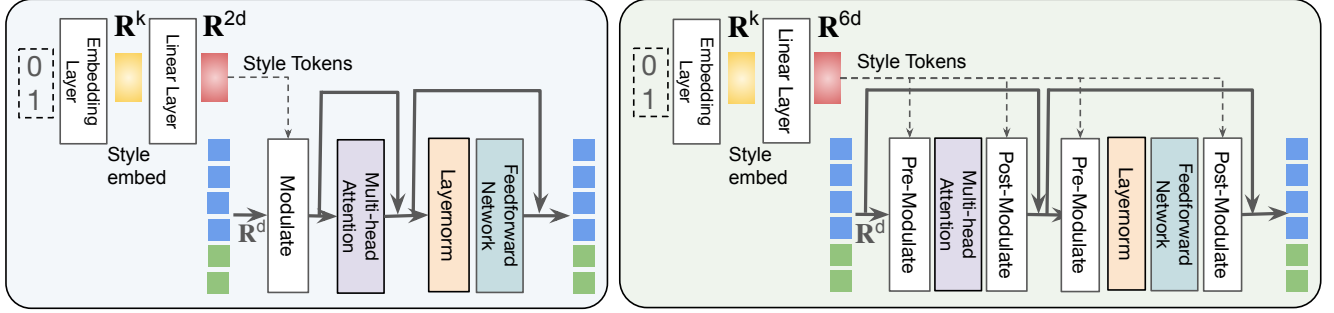 0
1
Embedding
Layer
R^k
Linear Layer
R^2d
Style Tokens
Style
embed
R^d
Modulate
Multi-head
Attention
Layernorm
Feedforward
Network
0
1
Embedding
Layer
R^k
Linear Layer
R^6d
Style Tokens
Style
embed
R^d
Pre-Modulate
Multi-head
Attention
Post-Modulate
Pre-Modulate
Layernorm
Feedforward
Network
Post-Modulate